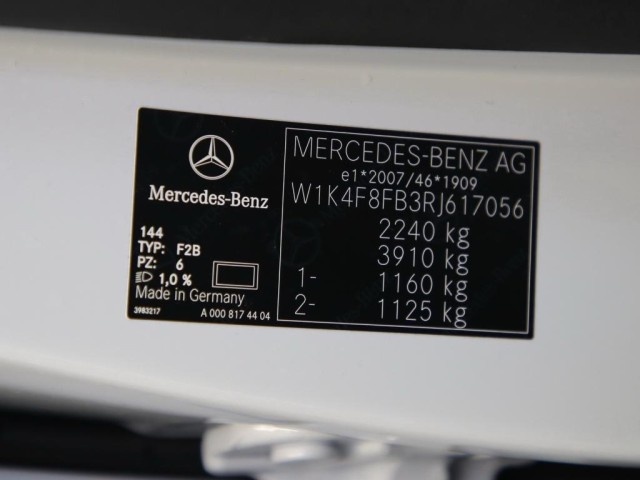 Mercedes-Benz
144
TYP: F2B
PZ: 6
1,0 %
Made in Germany
3983217
A 000 817 44 04
MERCEDES-BENZ AG
e1*2007/46*1909
W1K4F8FB3RJ617056
2240 kg
3910 kg
1- 1160 kg
2- 1125 kg